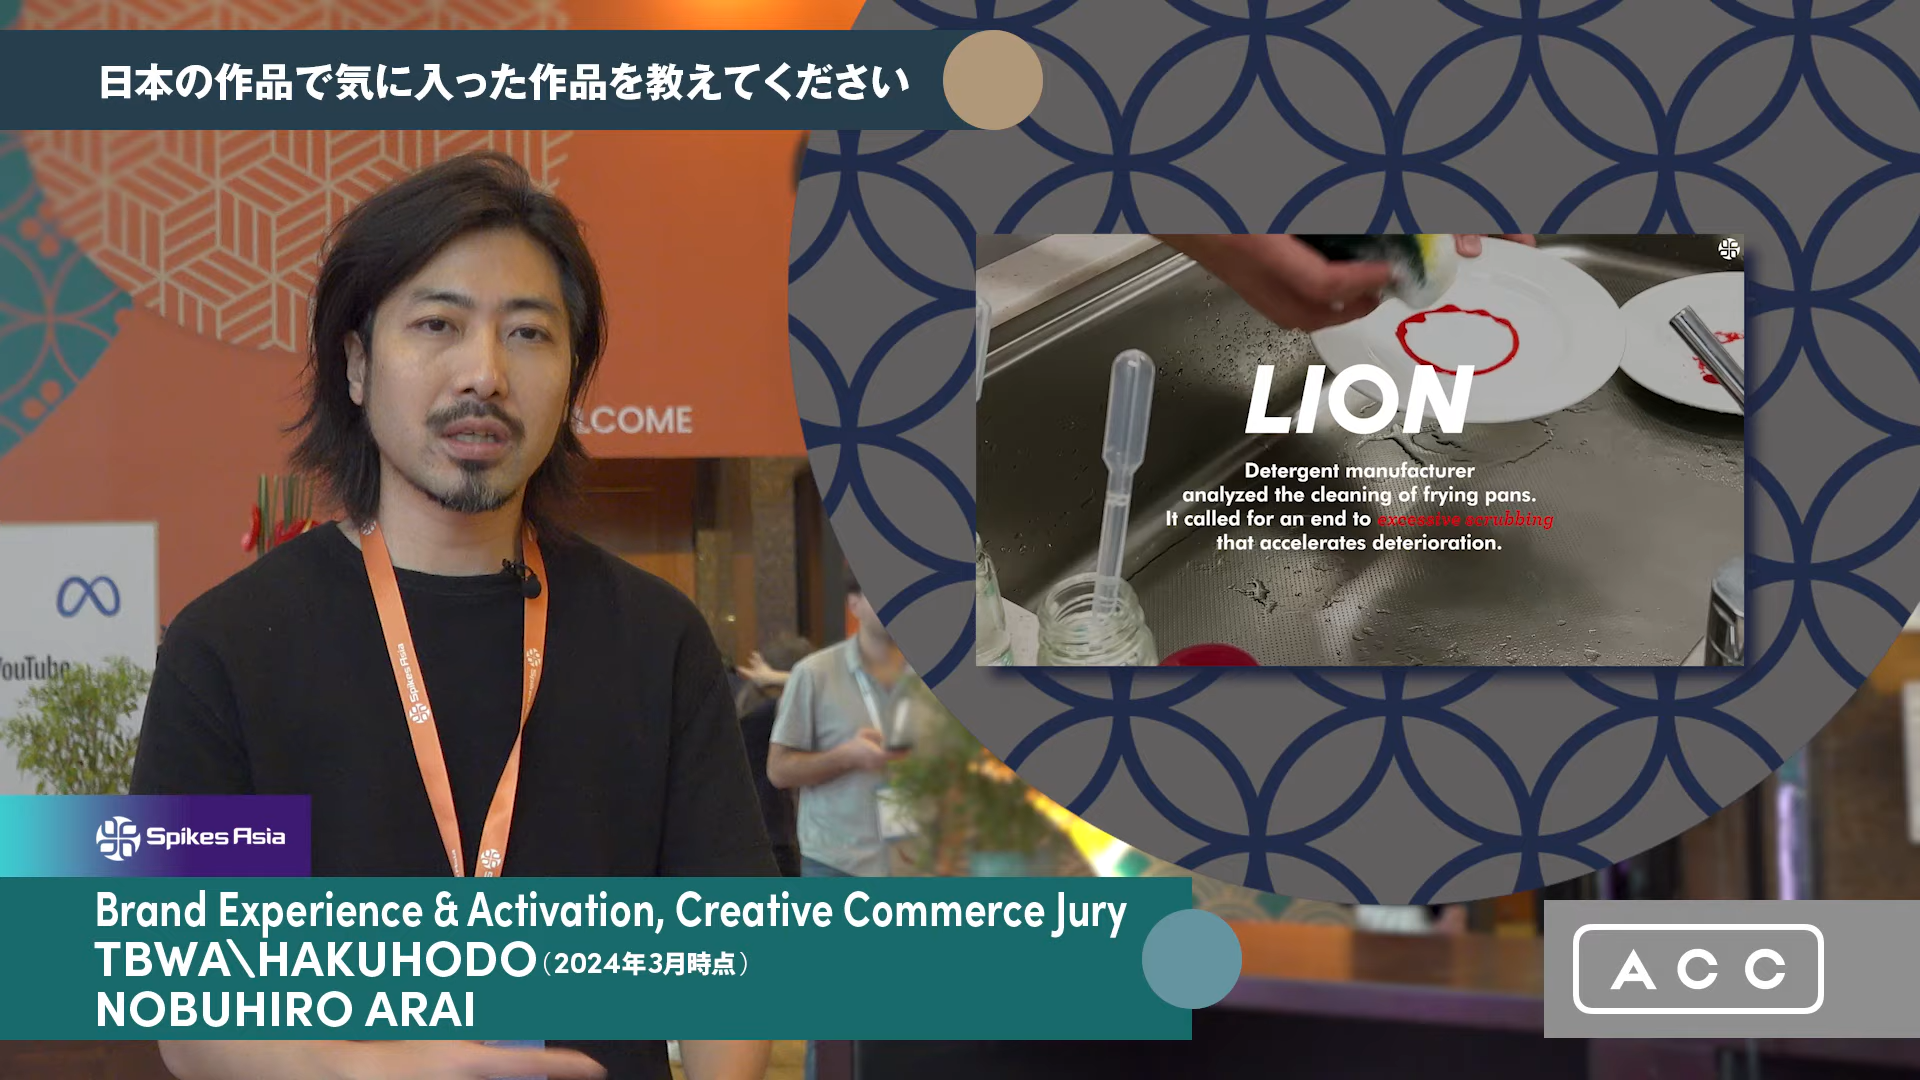 日本の作品で気に入った作品を教えてください
LCOME
YouTube
Spikes Asia
LION
Detergent manufacturer
analyzed the cleaning of frying pans.
It called for an end to excessive scrubbing
that accelerates deterioration.
Spikes Asia
Brand Experience & Activation, Creative Commerce Jury
TBWA\HAKUHODO（2024年3月時点）
NOBUHIRO ARAI
ACC